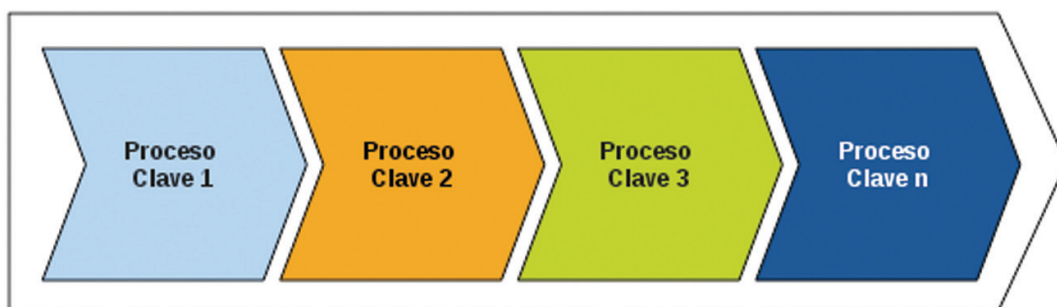 Proceso
Clave 1
Proceso
Clave 2
Proceso
Clave 3
Proceso
Clave n